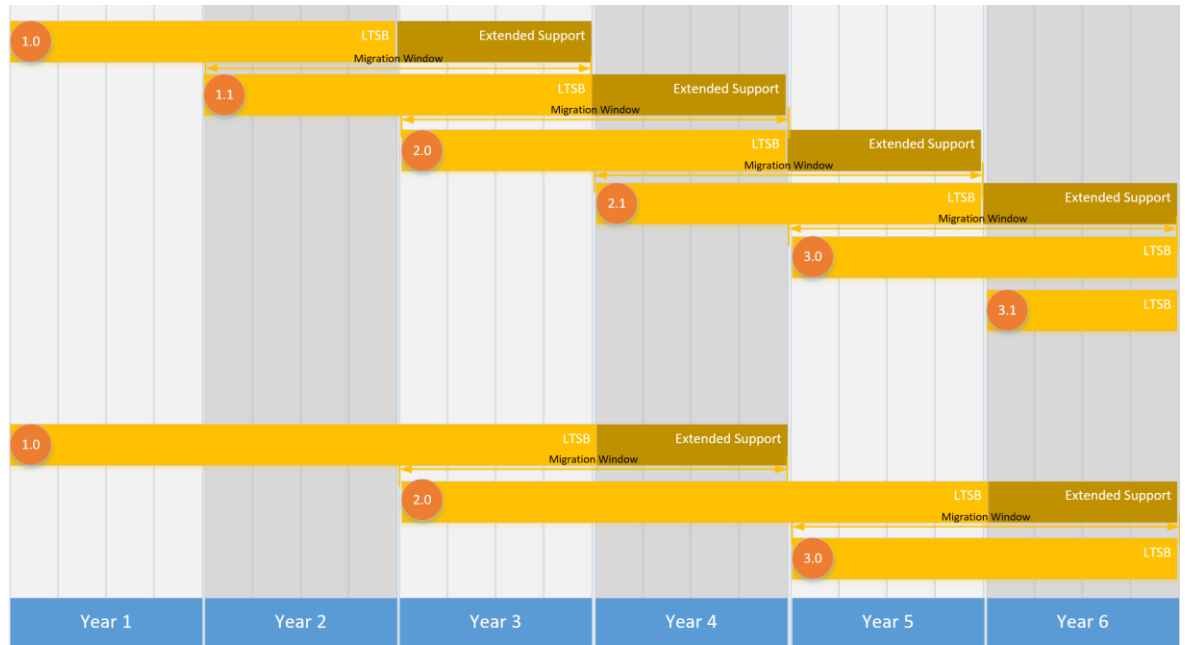 1.0 LTSB Extended Support
Migration Window
1.1 LTSB Extended Support
Migration Window
2.0 LTSB Extended Support
Migration Window
2.1 LTSB Extended Support
Migration Window
3.0 LTSB
3.1 LTSB
1.0 LTSB Extended Support
Migration Window
2.0 LTSB Extended Support
Migration Window
3.0 LTSB
Year 1 Year 2 Year 3 Year 4 Year 5 Year 6